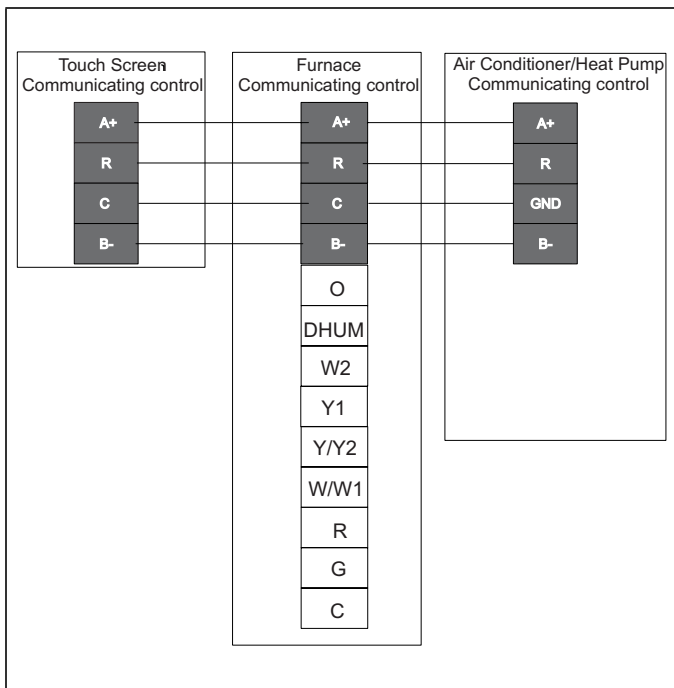 Touch Screen
Communicating control
A+
R
C
B-
Furnace
Communicating control
A+
R
C
B-
O
DHUM
W2
Y1
Y/Y2
W/W1
R
G
C
Air Conditioner/Heat Pump
Communicating control
A+
R
GND
B-